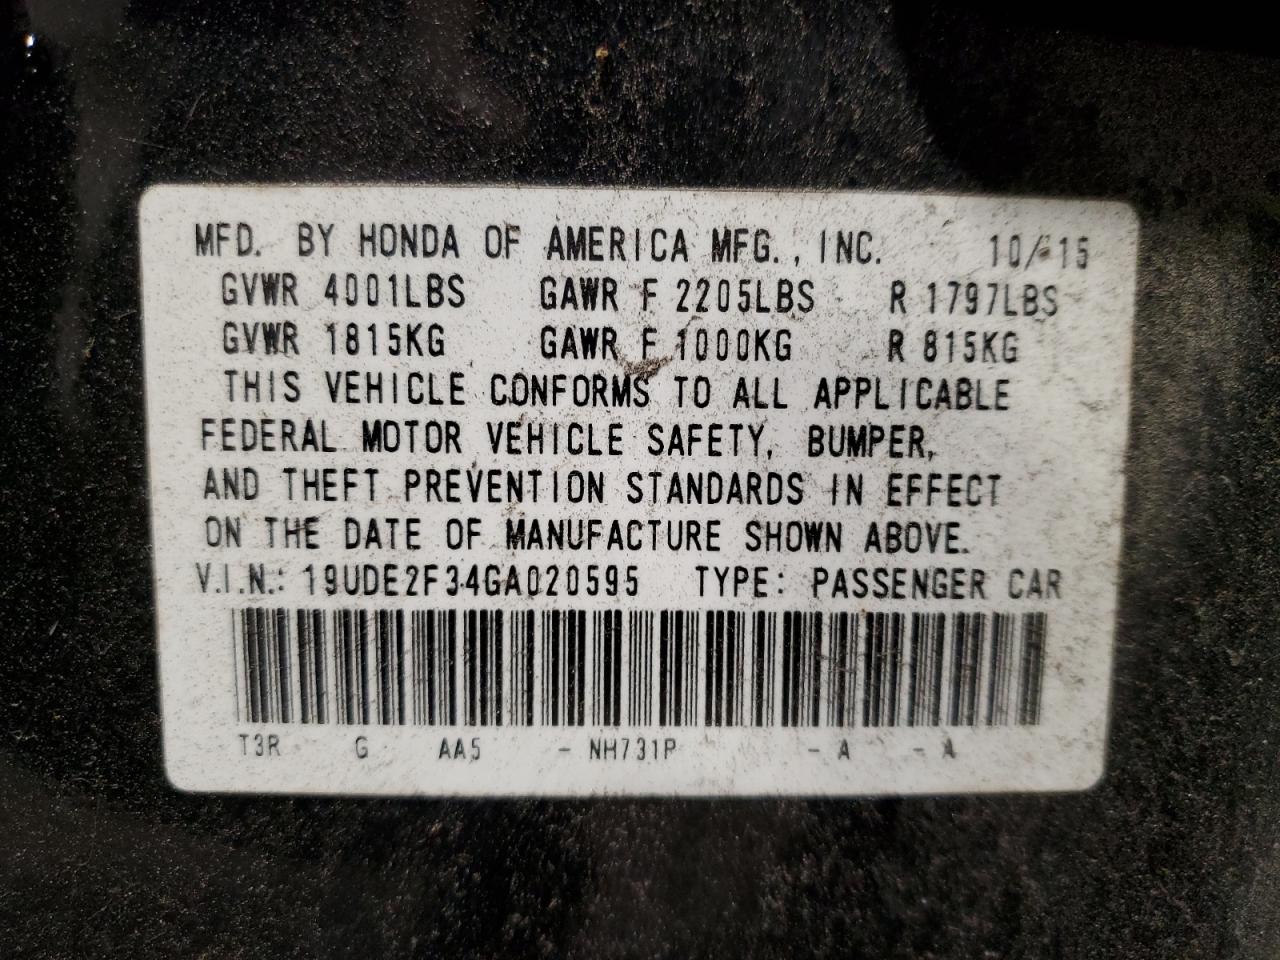 MFD. BY HONDA OF AMERICA MFG., INC. 10/15
GVWR 4001LBS GAWR F 2205LBS R 1797LBS
GVWR 1815KG GAWR F 1000KG R 815KG
THIS VEHICLE CONFORMS TO ALL APPLICABLE
FEDERAL MOTOR VEHICLE SAFETY, BUMPER,
AND THEFT PREVENTION STANDARDS IN EFFECT
ON THE DATE OF MANUFACTURE SHOWN ABOVE.
V.I.N.: 19UDE2F34GA020595 TYPE: PASSENGER CAR
T3R G AA5 - NH731P - A - A